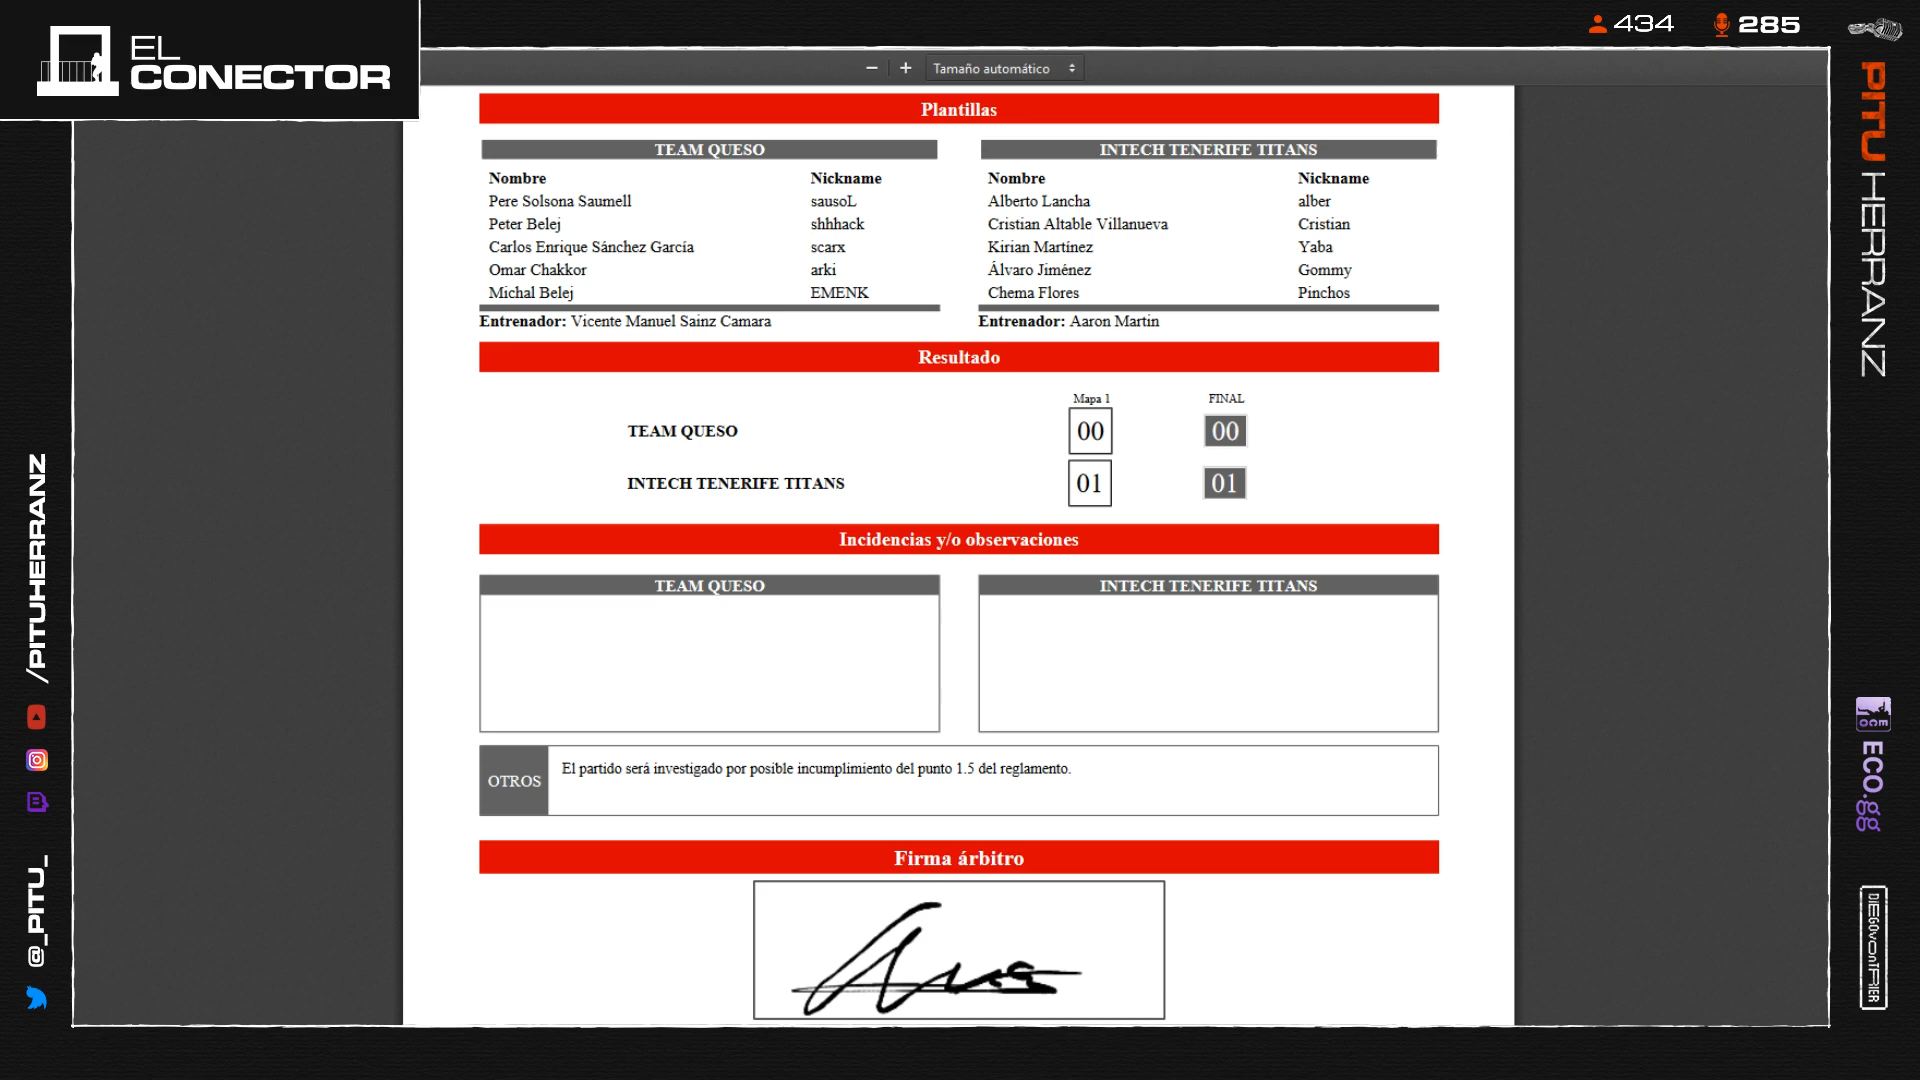 EL
CONECTOR
434
285
Tamaño automático
Plantillas
TEAM QUESO
Nombre Nickname
Pere Solsona Saumell sausoL
Peter Belej shhhack
Carlos Enrique Sánchez García scarx
Omar Chakkor arki
Michal Belej EMENK
Entrenador: Vicente Manuel Sainz Camara
INTECH TENERIFE TITANS
Nombre Nickname
Alberto Lancha alber
Cristian Altable Villanueva Cristian
Kirian Martínez Yaba
Álvaro Jiménez Gommy
Chema Flores Pinchos
Entrenador: Aaron Martin
Resultado
Mapa 1 FINAL
TEAM QUESO 00 00
INTECH TENERIFE TITANS 01 01
Incidencias y/o observaciones
TEAM QUESO
INTECH TENERIFE TITANS
OTROS
El partido será investigado por posible incumplimiento del punto 1.5 del reglamento.
Firma árbitro
/PITUHERRANZ
@_PITU_
PITU HERRANZ
ECO.gg